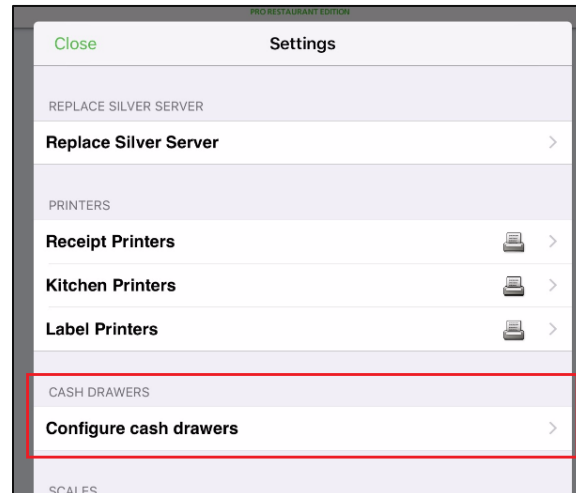 PRO RESTAURANT EDITION
Close Settings
REPLACE SILVER SERVER
Replace Silver Server
PRINTERS
Receipt Printers
Kitchen Printers
Label Printers
CASH DRAWERS
Configure cash drawers
SCALES